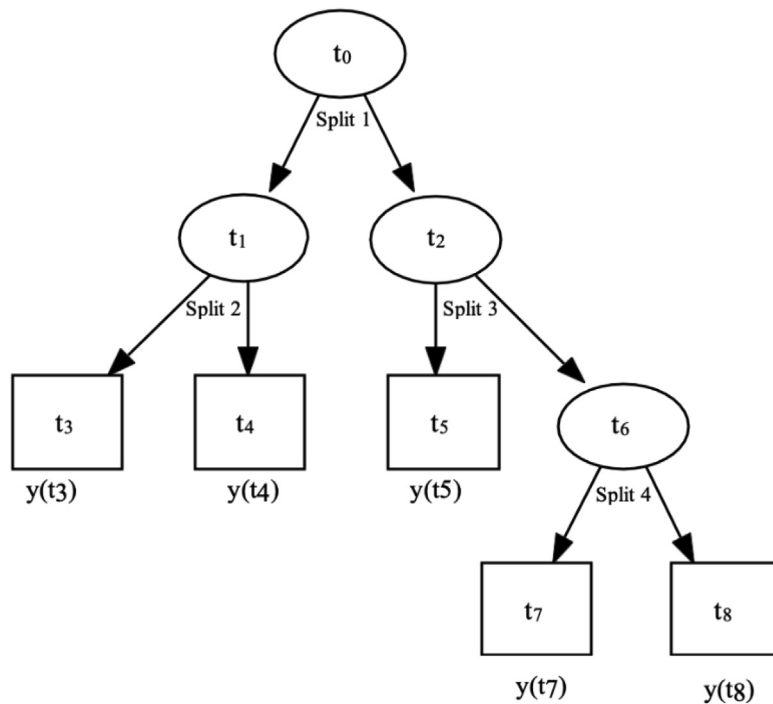 t₀
Split 1
t₁
t₂
Split 2
Split 3
t₃
t₄
t₅
t₆
y(t3)
y(t4)
y(t5)
Split 4
t₇
t₈
y(t7)
y(t8)